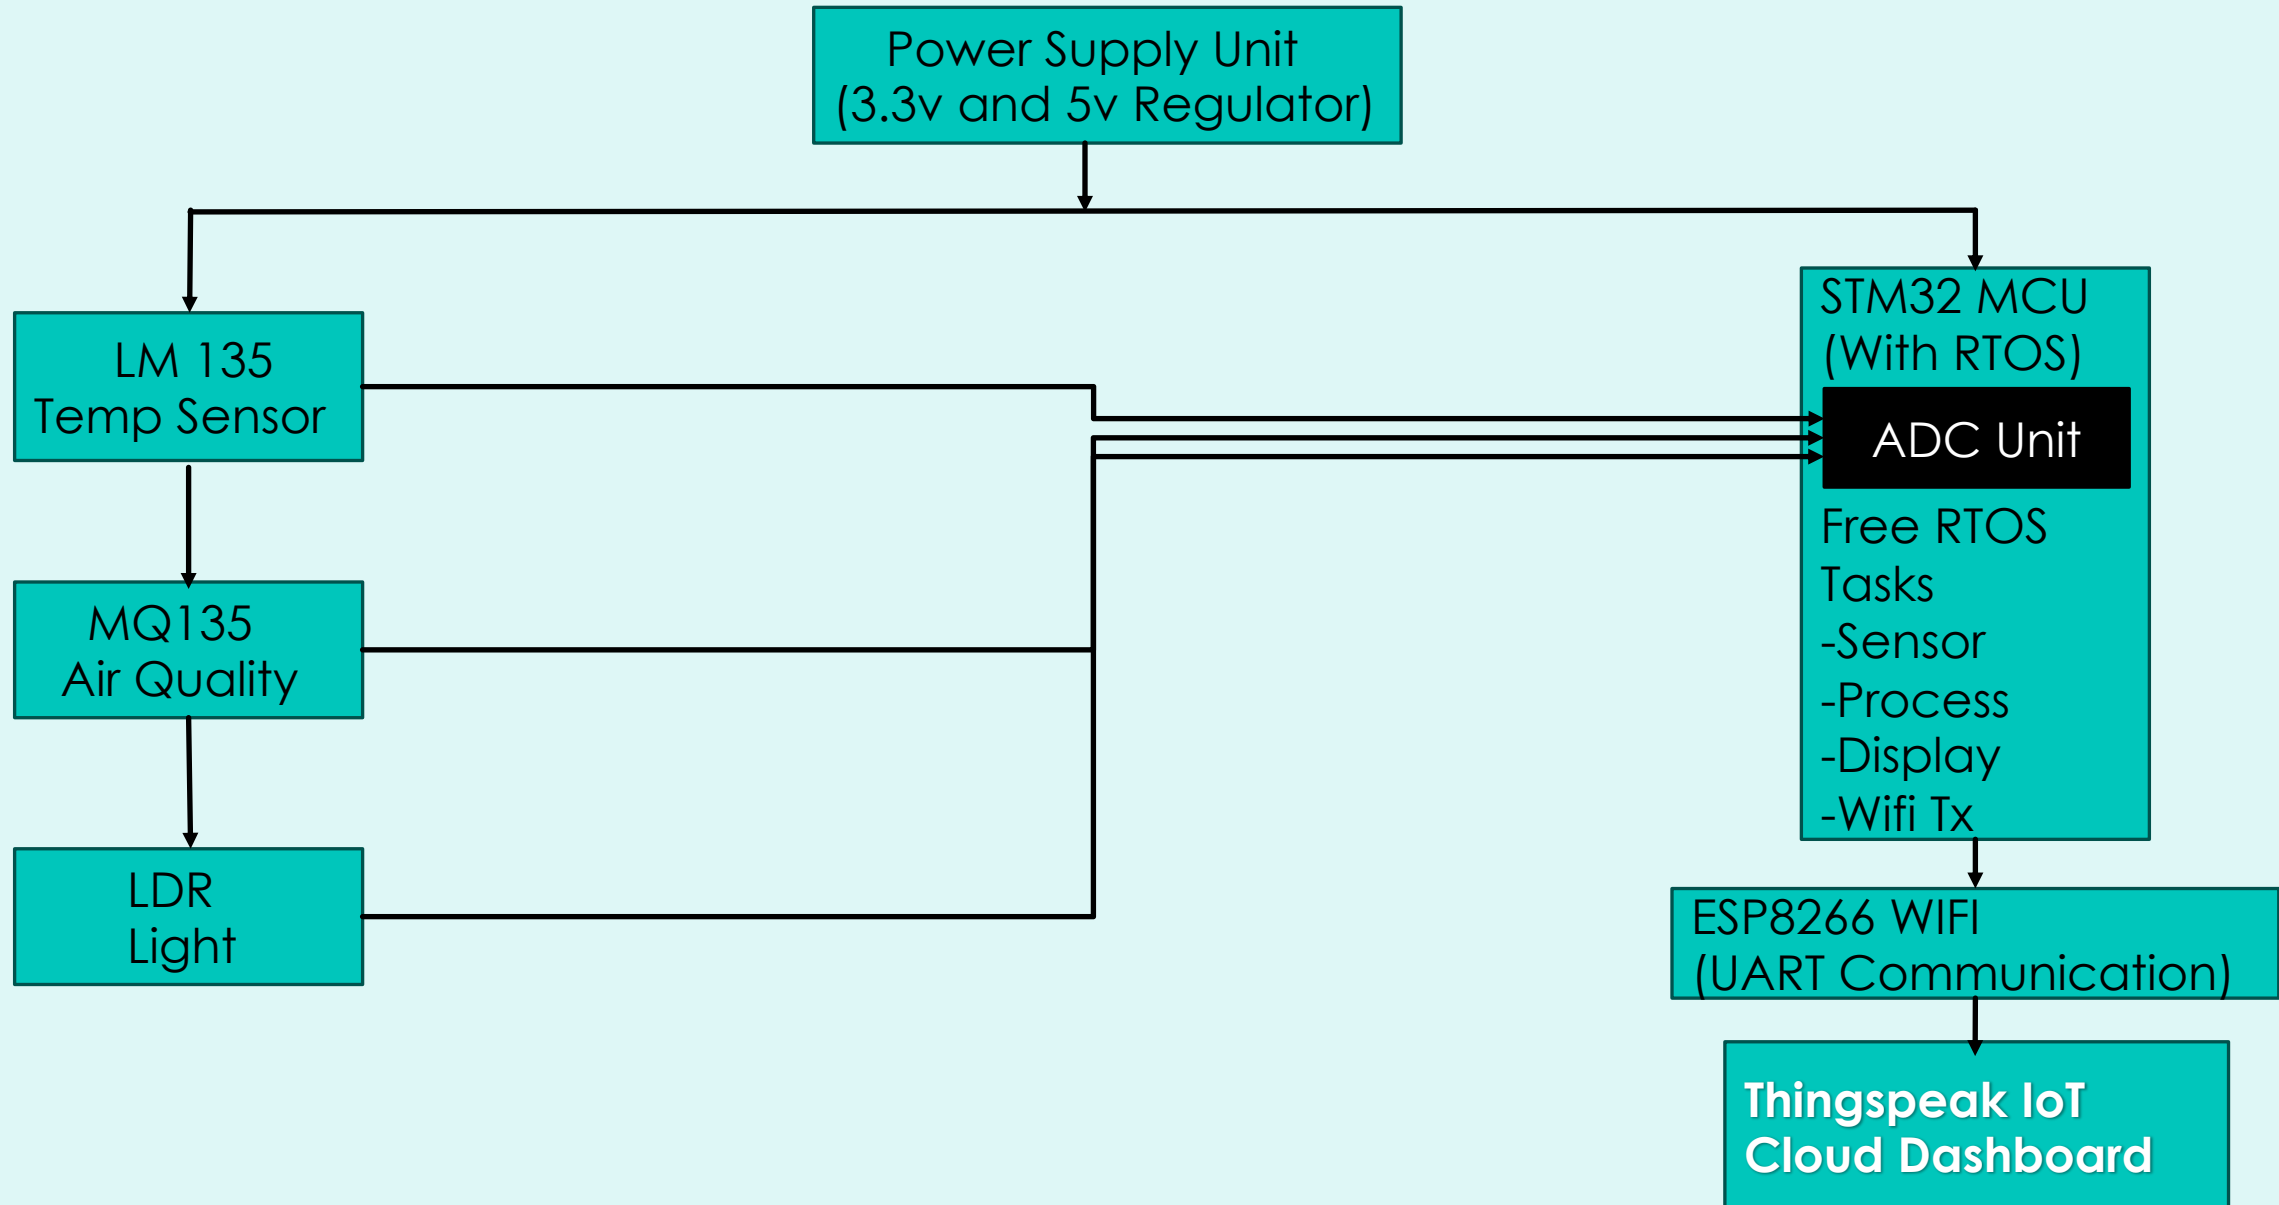 Power Supply Unit
(3.3v and 5v Regulator)
LM 135
Temp Sensor
MQ135
Air Quality
LDR
Light
STM32 MCU
(With RTOS)
ADC Unit
Free RTOS
Tasks
-Sensor
-Process
-Display
-Wifi Tx
ESP8266 WIFI
(UART Communication)
Thingspeak IoT
Cloud Dashboard